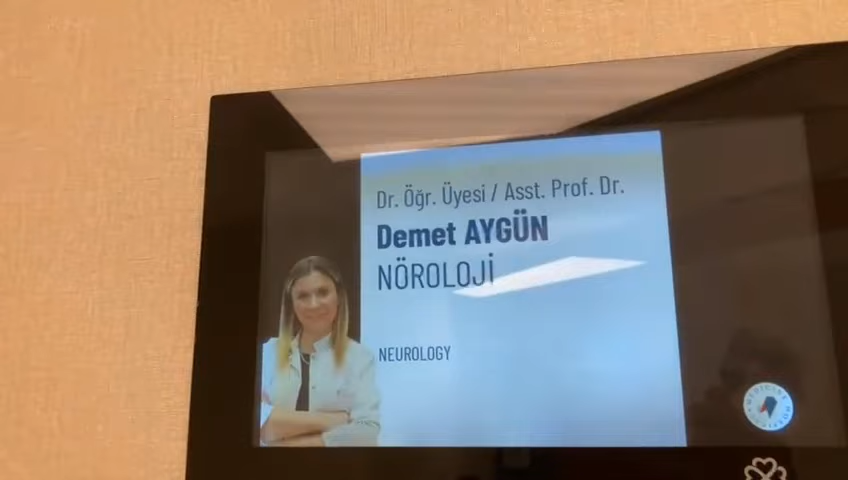 Dr. Öğr. Üyesi / Asst. Prof. Dr.
Demet AYGÜN
NÖROLOJİ
NEUROLOGY